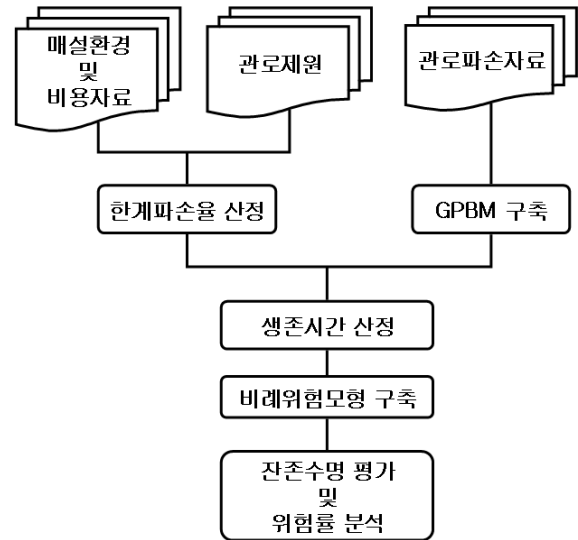 매설환경
및
비용자료
관로제원
관로파손자료
한계파손율 산정
GPBM 구축
생존시간 산정
비례위험모형 구축
잔존수명 평가
및
위험률 분석